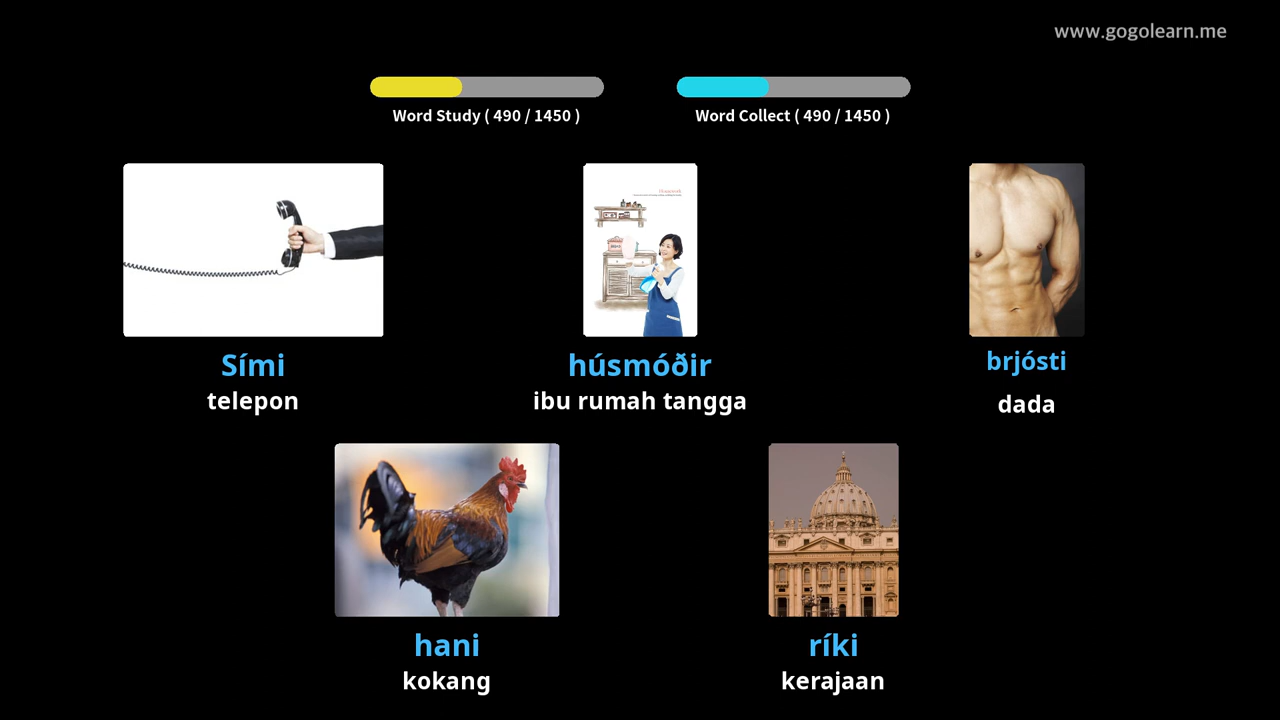 www.gogolearn.me
Word Study ( 490 / 1450 )
Word Collect ( 490 / 1450 )
Sími
telepon
húsmóðir
ibu rumah tangga
brjósti
dada
hani
kokang
ríki
kerajaan